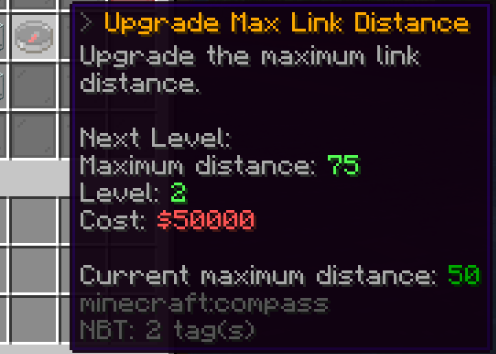 > Upgrade Max Link Distance
Upgrade the maximum link
distance.
Next Level:
Maximum distance: 75
Level: 2
Cost: $50000
Current maximum distance: 50
minecraft:compass
NBT: 2 tag(s)